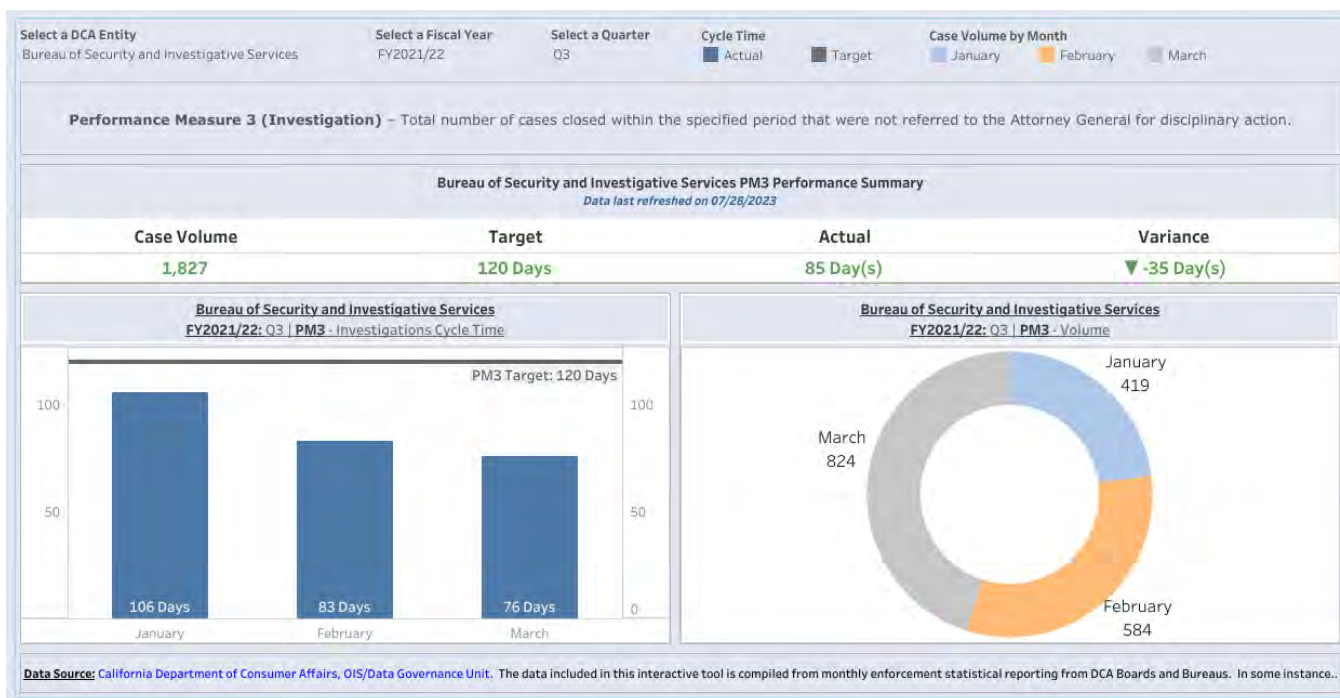 Select a DCA Entity Select a Fiscal Year Select a Quarter Cycle Time Case Volume by Month
Bureau of Security and Investigative Services FY2021/22 Q3 Actual Target January February March
Performance Measure 3 (Investigation) – Total number of cases closed within the specified period that were not referred to the Attorney General for disciplinary action.
Bureau of Security and Investigative Services PM3 Performance Summary
Data last refreshed on 07/28/2023
Case Volume Target Actual Variance
1,827 120 Days 85 Day(s) ▼ -35 Day(s)
Bureau of Security and Investigative Services
FY2021/22: Q3 | PM3 - Investigations Cycle Time
PM3 Target: 120 Days
100 100
50 50
106 Days 83 Days 76 Days 0
January February March
Bureau of Security and Investigative Services
FY2021/22: Q3 | PM3 - Volume
January
419
March
824
February
584
Data Source: California Department of Consumer Affairs, OIS/Data Governance Unit. The data included in this interactive tool is compiled from monthly enforcement statistical reporting from DCA Boards and Bureaus. In some instance..